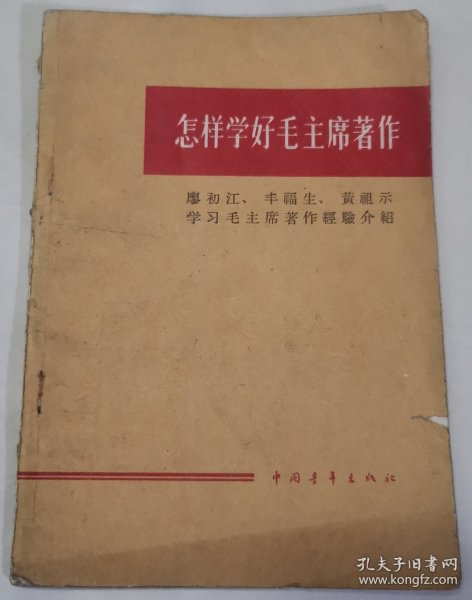 怎样学好毛主席著作
廖初江、丰福生、黄祖示
学习毛主席著作經驗介紹
中国青年出版社
孔夫子旧书网
www.kongfz.com